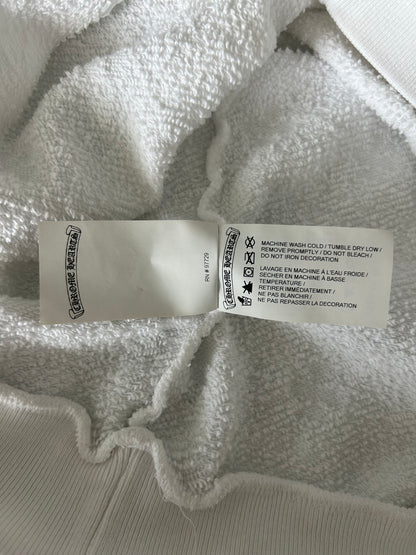 CHROME HEARTS
RN # 97729
CHROME HEARTS
MACHINE WASH COLD / TUMBLE DRY LOW /
REMOVE PROMPTLY / DO NOT BLEACH /
DO NOT IRON DECORATION
LAVAGE EN MACHINE À L'EAU FROIDE /
SECHER EN MACHINE À BASSE
TEMPERATURE /
RETIRER IMMÉDIATEMENT /
NE PAS BLANCHIR /
NE PAS REPASSER LA DECORATION